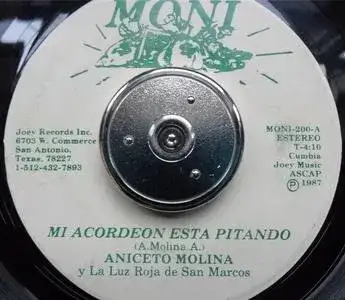 MONI
Joey Records Inc.
6703 W. Commerce
San Antonio,
Texas. 78227
1-512-432-7893
MONI-200-A
ESTEREO
T-4:10
Cumbia
Joey Music
ASCAP
Ⓟ 1987
MI ACORDEON ESTA PITANDO
(A.Molina A.)
ANICETO MOLINA
y La Luz Roja de San Marcos